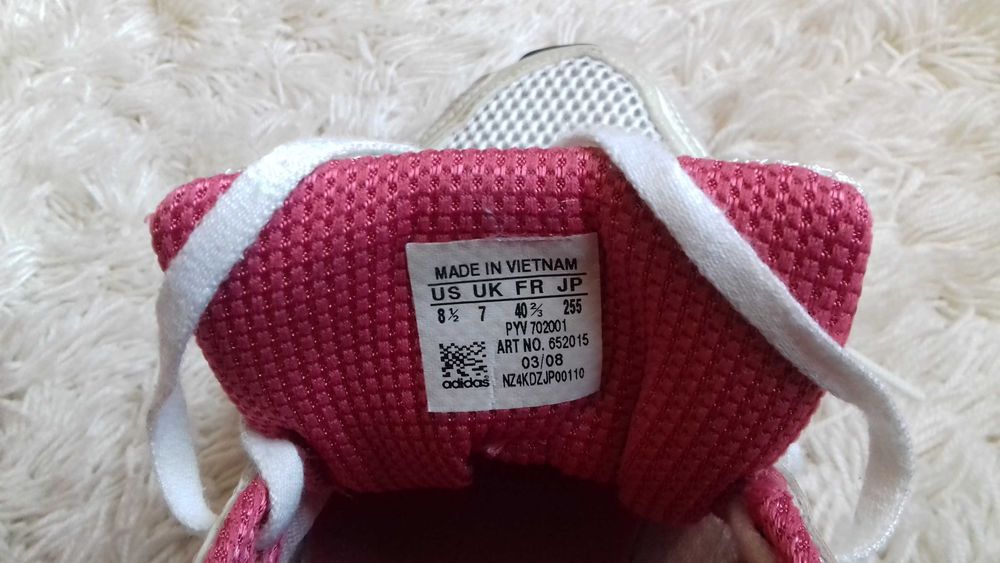 MADE IN VIETNAM
US UK FR JP
8½ 7 40⅔ 255
PYV 702001
ART NO. 652015
03/08
adidas NZ4KDZJP00110